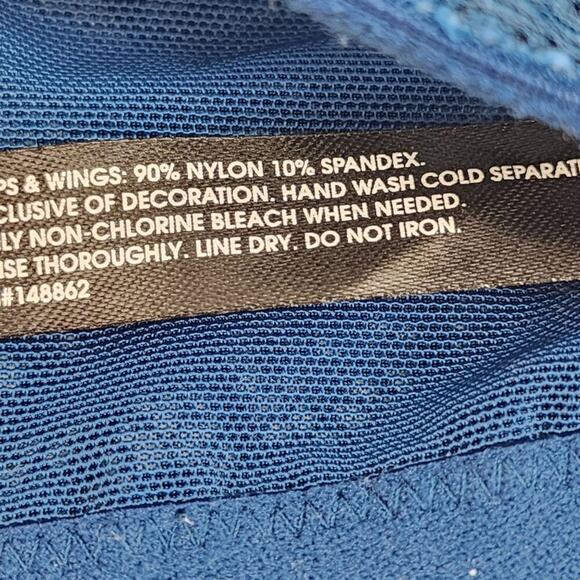 PS & WINGS: 90% NYLON 10% SPANDEX.
CLUSIVE OF DECORATION. HAND WASH COLD SEPARAT
LY NON-CHLORINE BLEACH WHEN NEEDED.
SE THOROUGHLY. LINE DRY. DO NOT IRON.
#148862